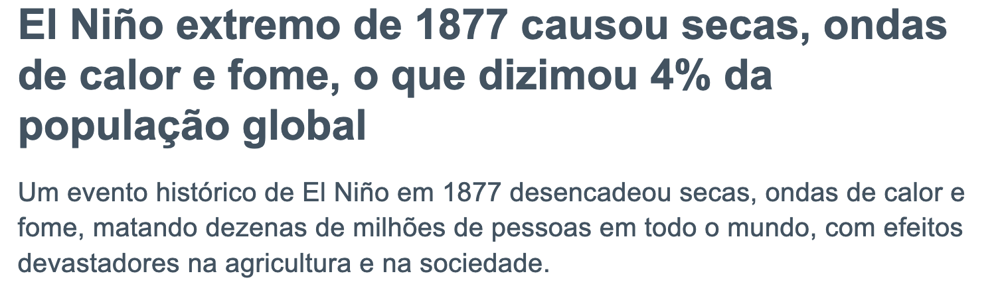 El Niño extremo de 1877 causou secas, ondas
de calor e fome, o que dizimou 4% da
população global
Um evento histórico de El Niño em 1877 desencadeou secas, ondas de calor e
fome, matando dezenas de milhões de pessoas em todo o mundo, com efeitos
devastadores na agricultura e na sociedade.